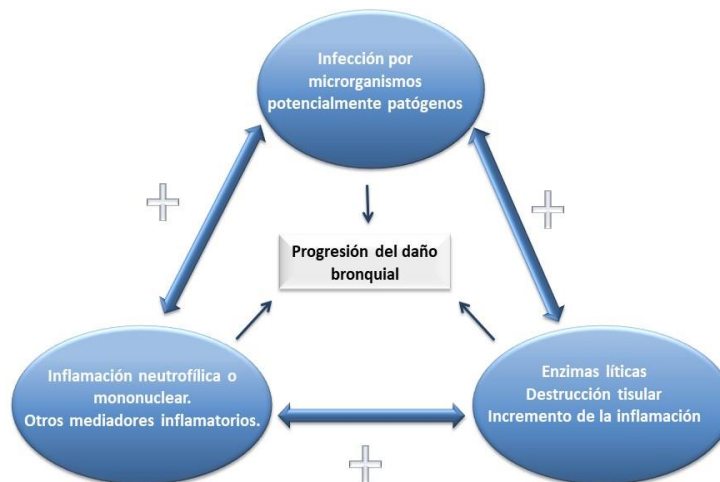 Infección por
microrganismos
potencialmente patógenos
+
+
Progresión del daño
bronquial
Inflamación neutrofílica o
mononuclear.
Otros mediadores inflamatorios.
Enzimas líticas
Destrucción tisular
Incremento de la inflamación
+